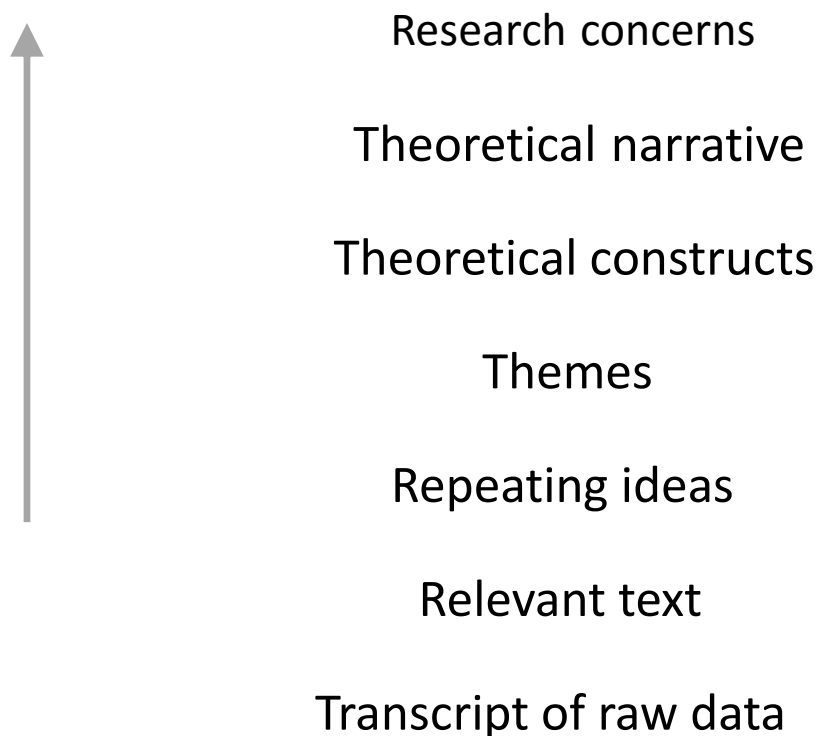 Research concerns
Theoretical narrative
Theoretical constructs
Themes
Repeating ideas
Relevant text
Transcript of raw data